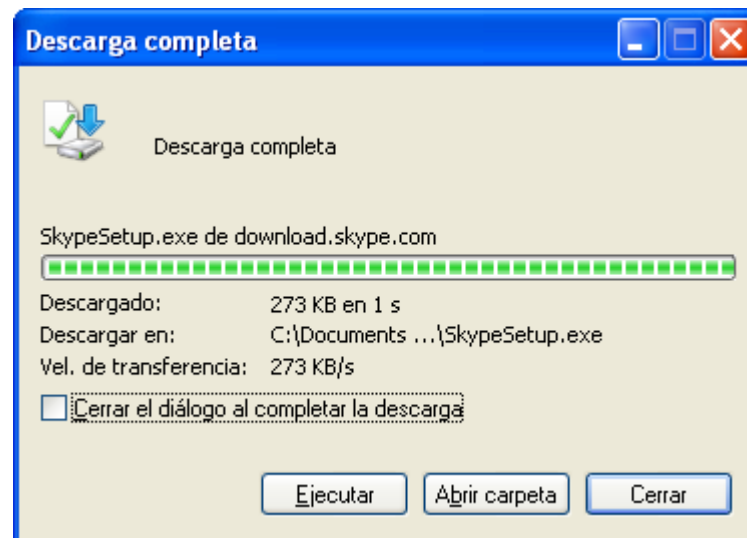 Descarga completa
Descarga completa
SkypeSetup.exe de download.skype.com
Descargado: 273 KB en 1 s
Descargar en: C:\Documents ...\SkypeSetup.exe
Vel. de transferencia: 273 KB/s
Cerrar el diálogo al completar la descarga
Ejecutar Abrir carpeta Cerrar